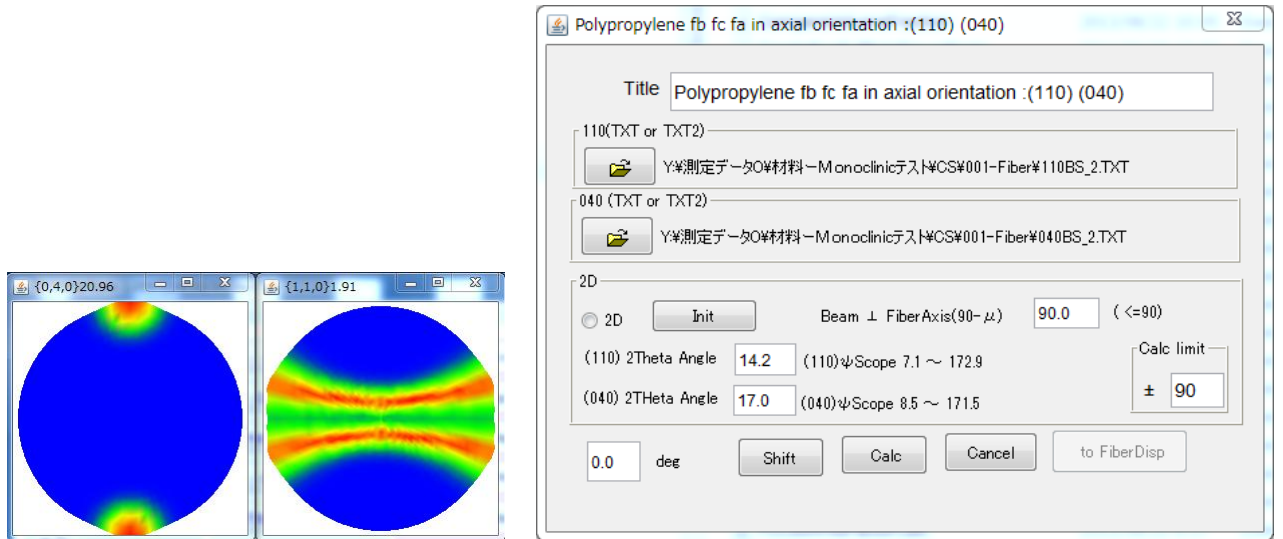 {0,4,0}20.96
{1,1,0}1.91
Polypropylene fb fc fa in axial orientation :(110) (040)
Title Polypropylene fb fc fa in axial orientation :(110) (040)
110(TXT or TXT2)
Y:¥測定データO¥材料ーMonoclinicテスト¥CS¥001-Fiber¥110BS_2.TXT
040 (TXT or TXT2)
Y:¥測定データO¥材料ーMonoclinicテスト¥CS¥001-Fiber¥040BS_2.TXT
2D
2D Init Beam ⊥ FiberAxis(90-μ) 90.0 ( <=90)
(110) 2Theta Angle 14.2 (110)ψScope 7.1 ～ 172.9
Calc limit
(040) 2THeta Angle 17.0 (040)ψScope 8.5 ～ 171.5
± 90
0.0 deg Shift Calc Cancel to FiberDisp